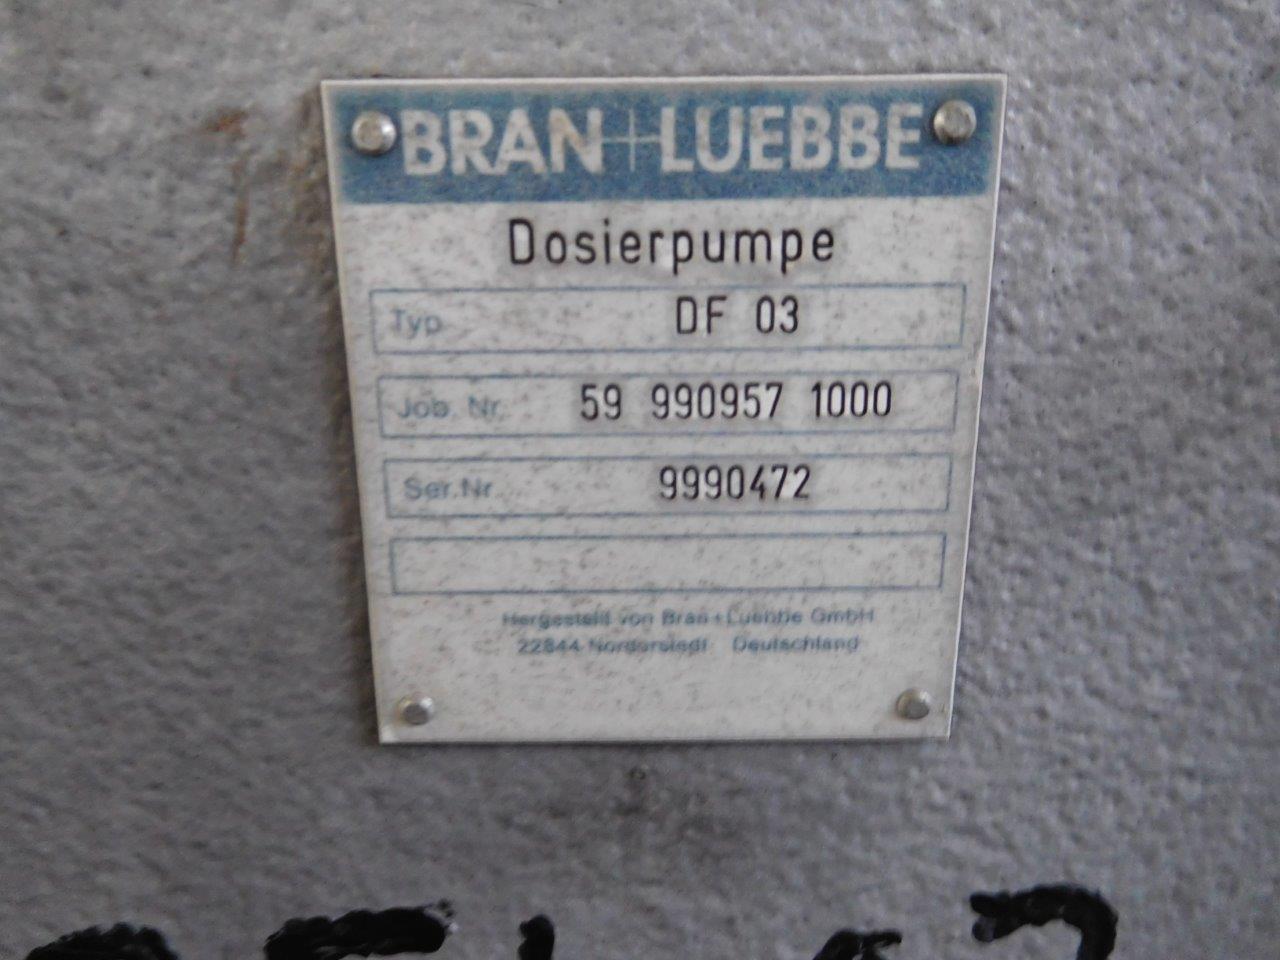 BRAN+LUEBBE
Dosierpumpe
Typ DF 03
Job. Nr. 59 990957 1000
Ser.Nr. 9990472
Hergestellt von Bran+Luebbe GmbH
22844 Norderstedt Deutschland